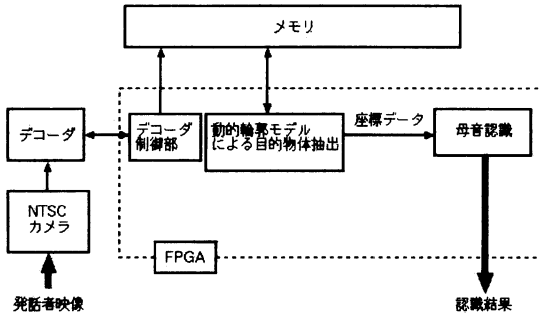 メモリ
デコーダ
デコーダ
制御部
動的輪郭モデル
による目的物体抽出
座標データ
母音認識
NTSC
カメラ
FPGA
発話者映像
認識結果